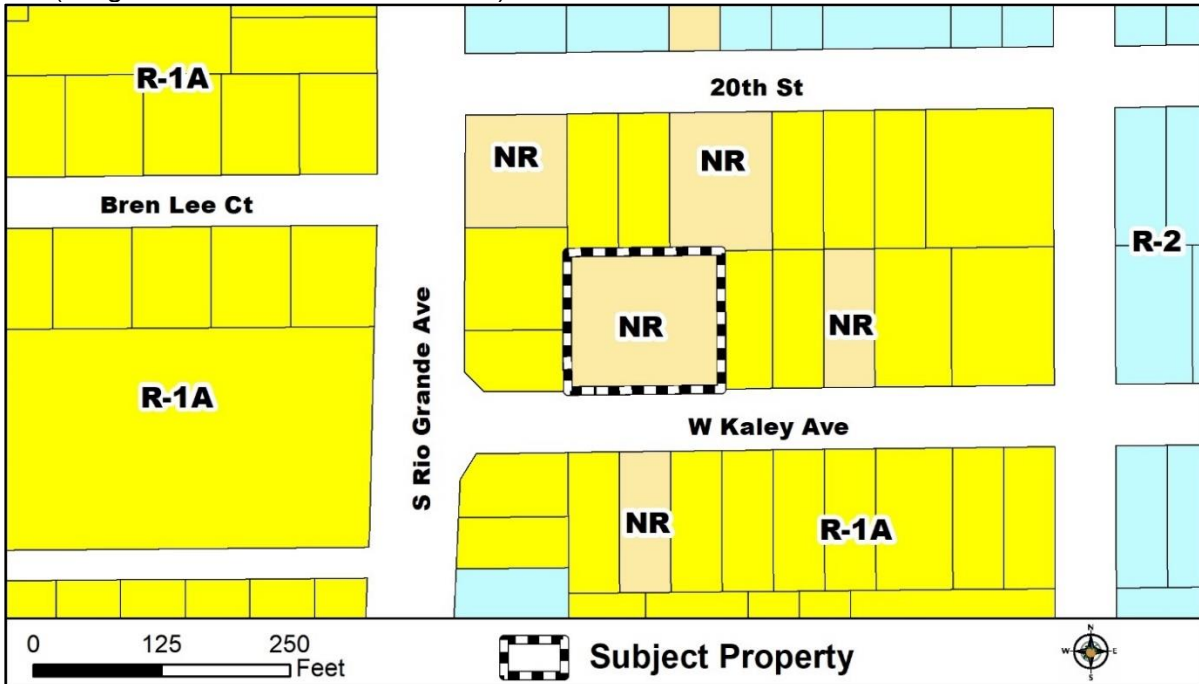 R-1A
20th St
NR
NR
Bren Lee Ct
R-2
S Rio Grande Ave
NR
NR
R-1A
W Kaley Ave
NR
R-1A
0 125 250
Feet
Subject Property
N
W E
S